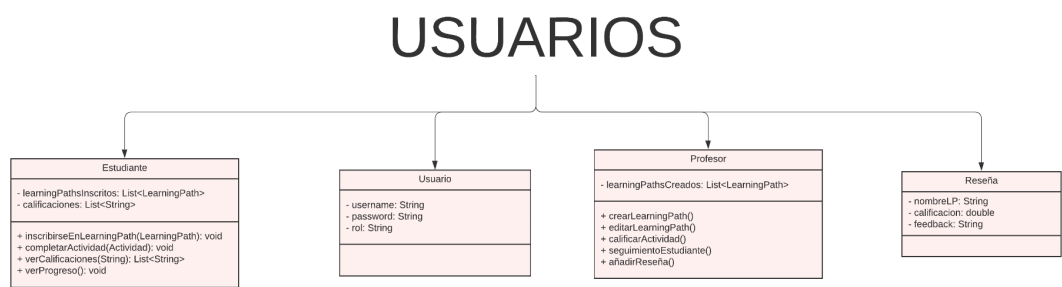 USUARIOS
Estudiante
- learningPathsInscritos: List<LearningPath>
- calificaciones: List<String>
+ inscribirseEnLearningPath(LearningPath): void
+ completarActividad(Actividad): void
+ verCalificaciones(String): List<String>
+ verProgreso(): void
Usuario
- username: String
- password: String
- rol: String
Profesor
- learningPathsCreados: List<LearningPath>
+ crearLearningPath()
+ editarLearningPath()
+ calificarActividad()
+ seguimientoEstudiante()
+ añadirReseña()
Reseña
- nombreLP: String
- calificacion: double
- feedback: String